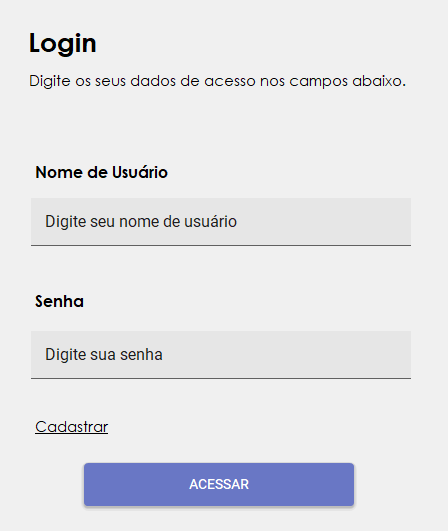 Login
Digite os seus dados de acesso nos campos abaixo.
Nome de Usuário
Digite seu nome de usuário
Senha
Digite sua senha
Cadastrar
ACESSAR